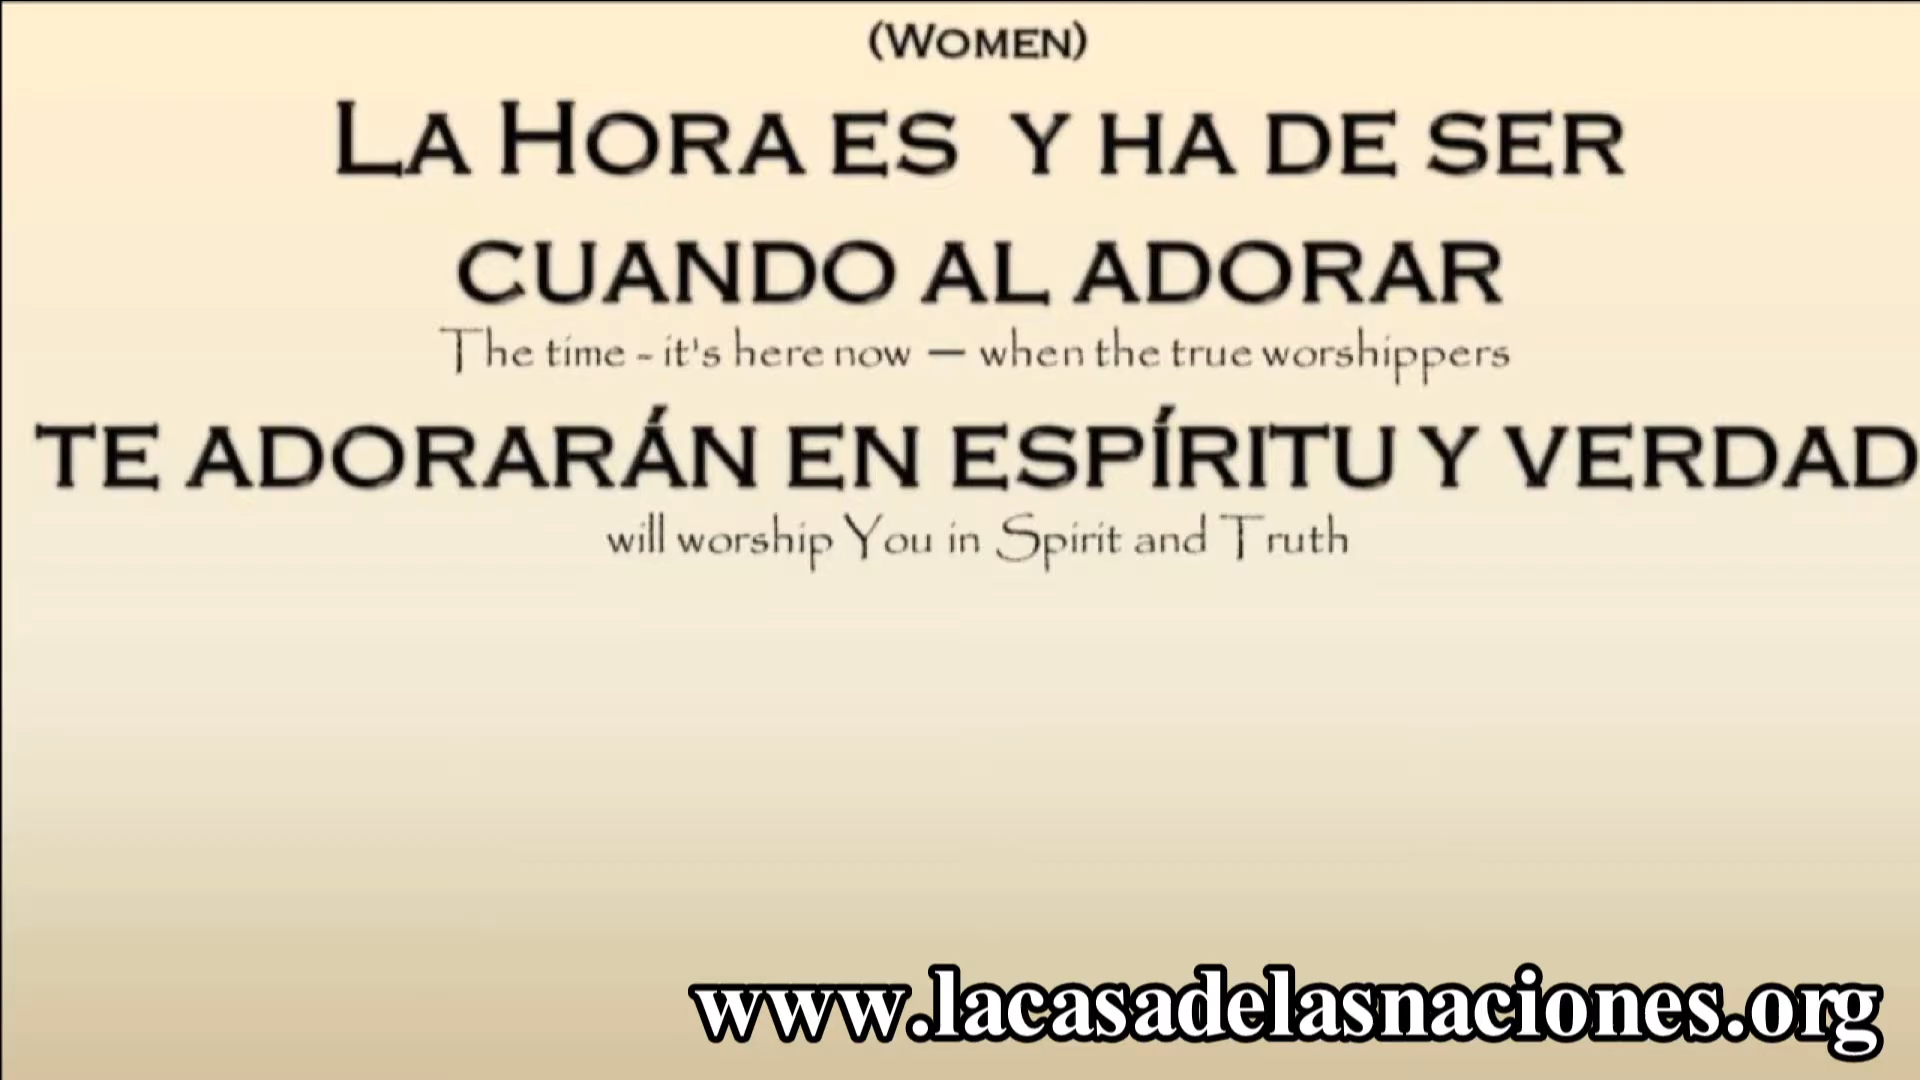 (WOMEN)
LA HORA ES Y HA DE SER
CUANDO AL ADORAR
The time - it's here now — when the true worshippers
TE ADORARÁN EN ESPÍRITU Y VERDAD
will worship You in Spirit and Truth
www.lacasadelasnaciones.org